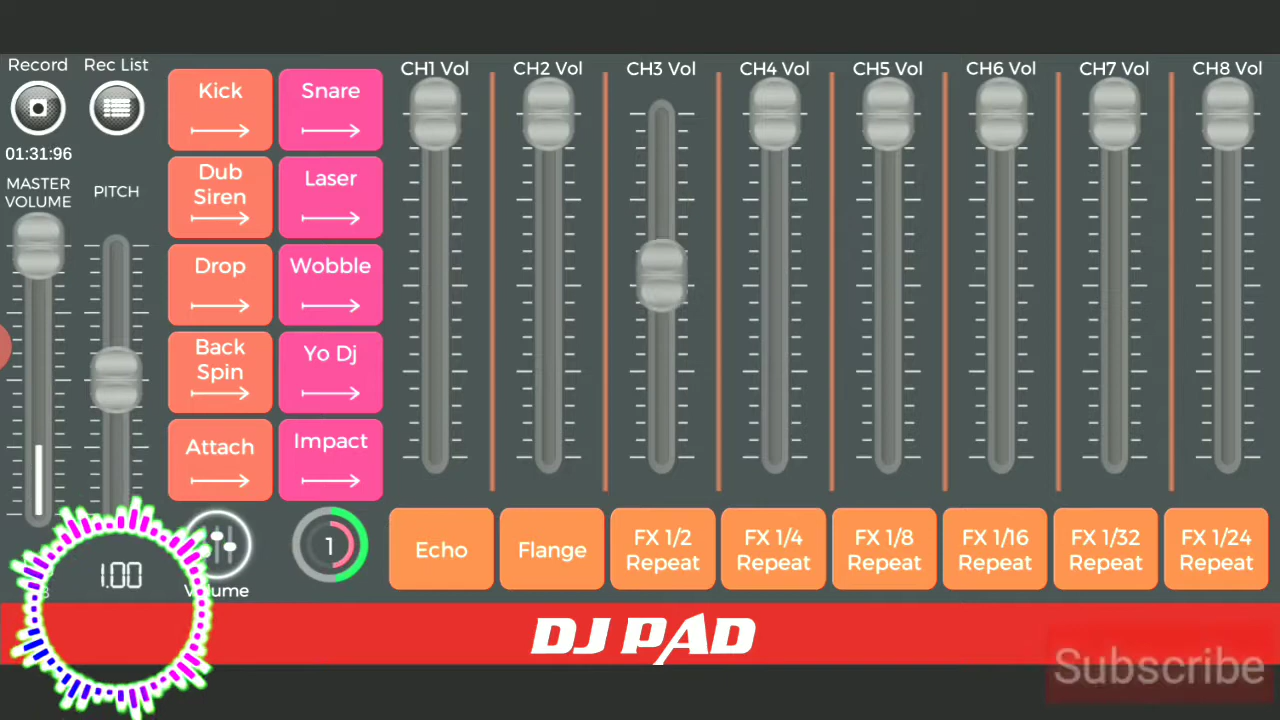 Record
Rec List
01:31:96
MASTER
VOLUME
PITCH
Kick
Snare
Dub
Siren
Laser
Drop
Wobble
Back
Spin
Yo Dj
Attach
Impact
CH1 Vol
CH2 Vol
CH3 Vol
CH4 Vol
CH5 Vol
CH6 Vol
CH7 Vol
CH8 Vol
1.00
1
Echo
Flange
FX 1/2
Repeat
FX 1/4
Repeat
FX 1/8
Repeat
FX 1/16
Repeat
FX 1/32
Repeat
FX 1/24
Repeat
DJ PAD
Subscribe